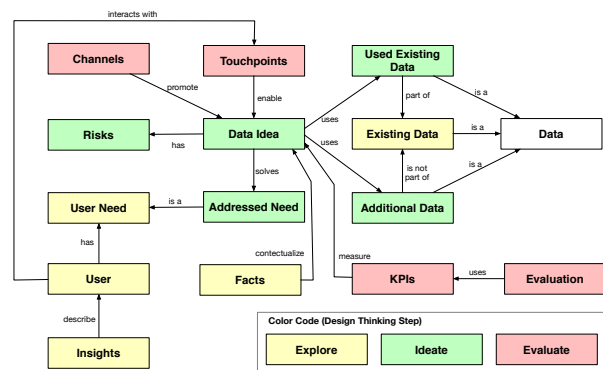 interacts with
Channels
Touchpoints
Used Existing
Data
promote
enable
part of
is a
uses
Risks
has
Data Idea
uses
Existing Data
is a
Data
solves
is not
part of
is a
User Need
is a
Addressed Need
Additional Data
has
contectualize
measure
User
Facts
KPIs
uses
Evaluation
describe
Insights
Color Code (Design Thinking Step)
Explore
Ideate
Evaluate